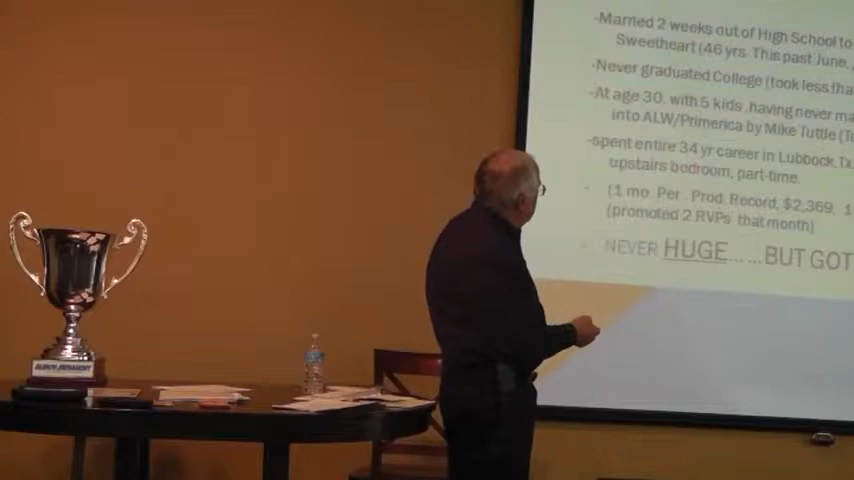 -Married 2 weeks out of High School to
Sweetheart (46 yrs. This past June,
-Never graduated College (took less tha
-At age 30, with 5 kids ,having never ma
into ALW/Primerica by Mike Tuttle (Tu
-spent entire 34 yr career in Lubbock,Tx
upstairs bedroom, part-time.
(1 mo. Per . Prod. Record, $2,369, 1
(promoted 2 RVPs that month)
NEVER HUGE……BUT GOT